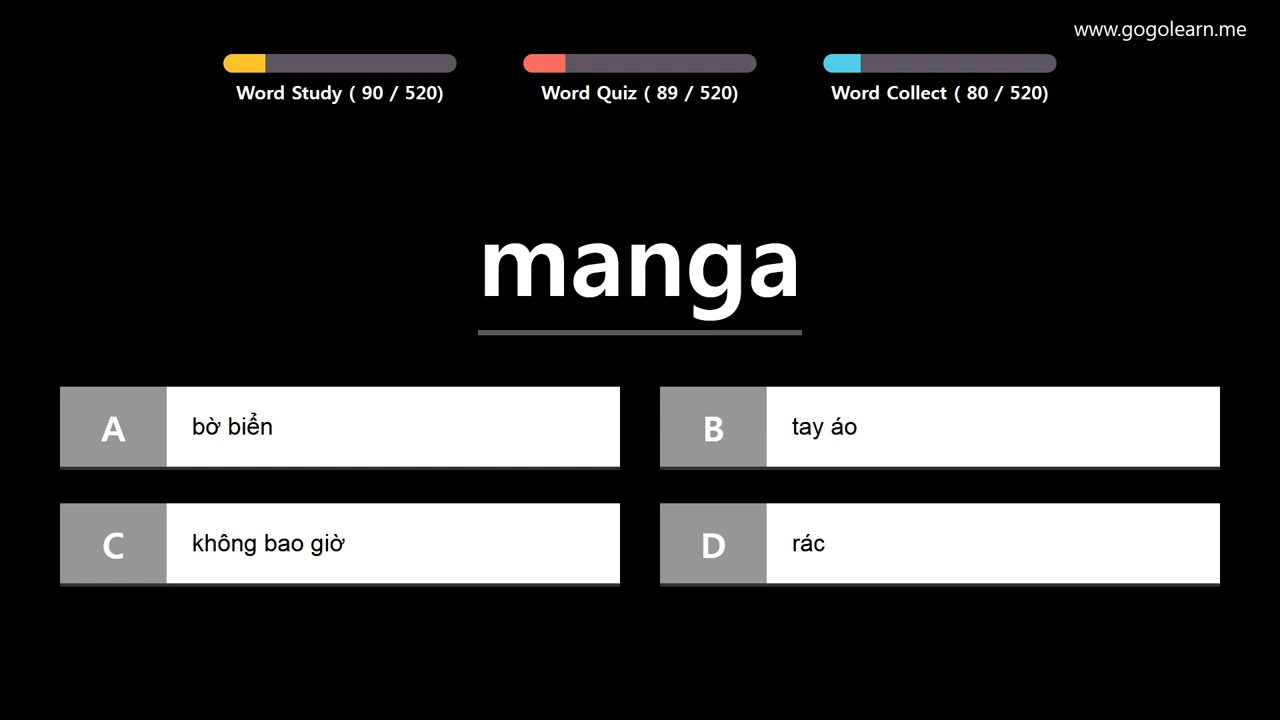 www.gogolearn.me
Word Study ( 90 / 520)
Word Quiz ( 89 / 520)
Word Collect ( 80 / 520)
manga
A bờ biển
B tay áo
C không bao giờ
D rác